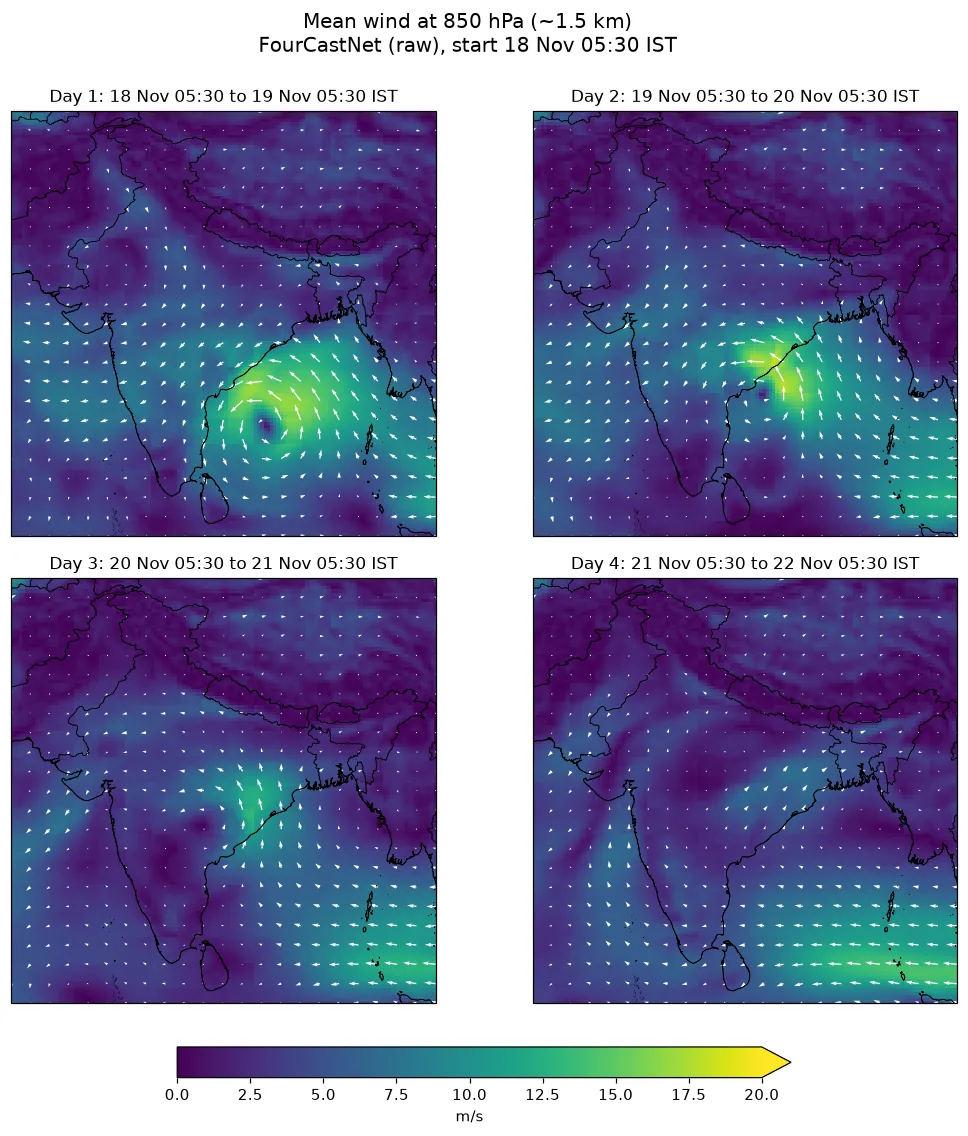 Mean wind at 850 hPa (~1.5 km)
FourCastNet (raw), start 18 Nov 05:30 IST
Day 1: 18 Nov 05:30 to 19 Nov 05:30 IST
Day 2: 19 Nov 05:30 to 20 Nov 05:30 IST
Day 3: 20 Nov 05:30 to 21 Nov 05:30 IST
Day 4: 21 Nov 05:30 to 22 Nov 05:30 IST
0.0 2.5 5.0 7.5 10.0 12.5 15.0 17.5 20.0
m/s